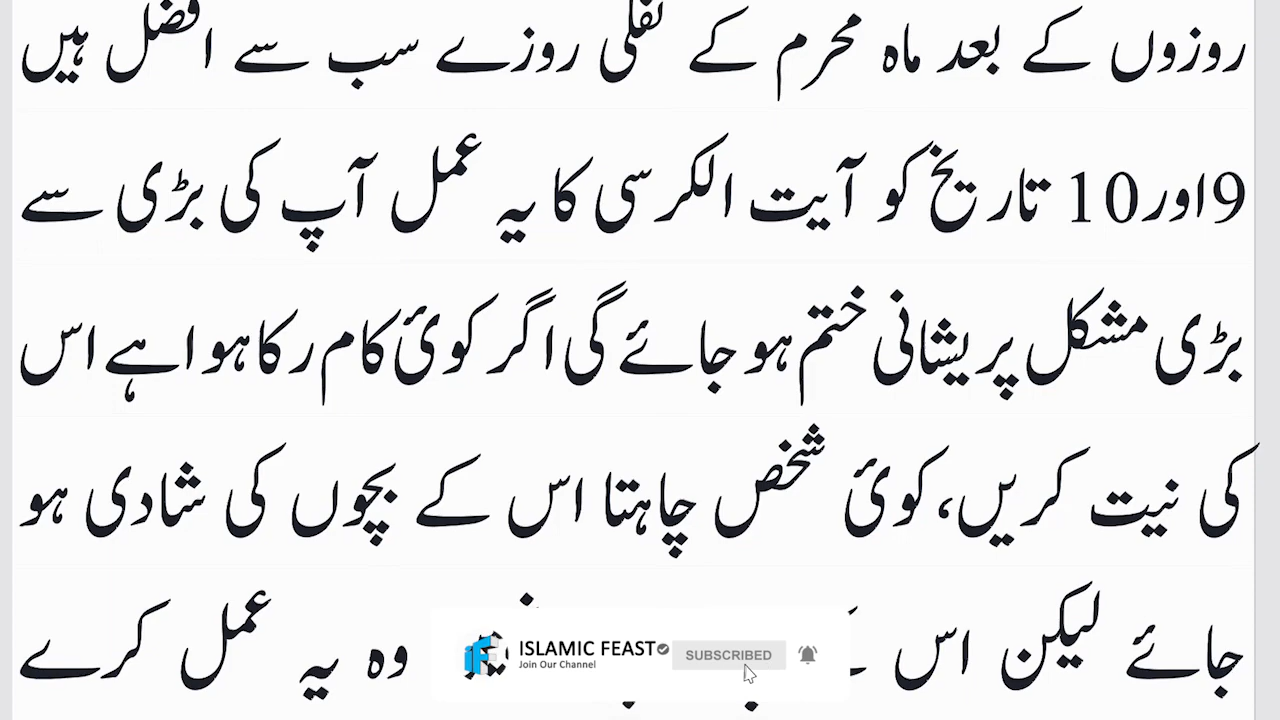 روزوں کے بعد ماہ محرم کے نفلی روزے سب سے افضل ہیں
9اور10 تاریخ کو آیت الکرسی کا یہ عمل آپ کی بڑی سے
بڑی مشکل پریشانی ختم ہو جائے گی اگر کوئ کام رکا ہوا ہے اس
کی نیت کریں، کوئ شخص چاہتا اس کے بچوں کی شادی ہو
جائے لیکن اس وہ یہ عمل کرے
ISLAMIC FEAST
Join Our Channel
SUBSCRIBED